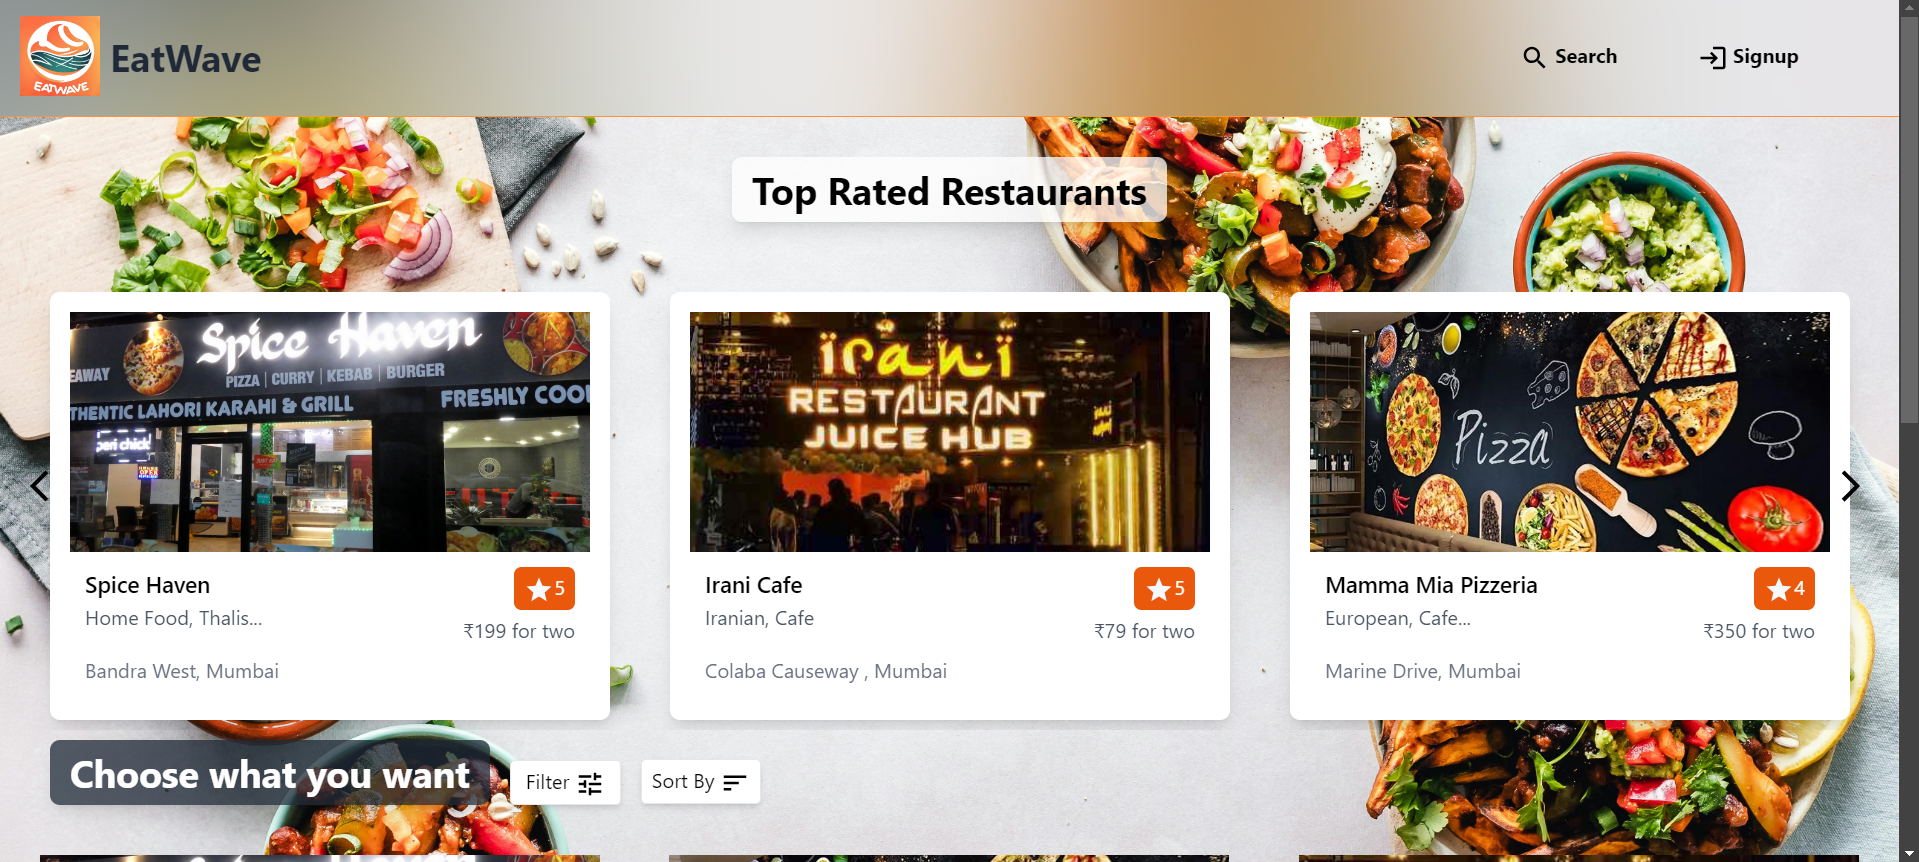 EATWAVE
EatWave
Search
Signup
Top Rated Restaurants
Spice Haven
EAWAY
PIZZA | CURRY | KEBAB | BURGER
THENTIC LAHORI KARAHI & GRILL
FRESHLY COO
peri chick
OPEN
irani
RESTAURANT
JUICE HUB
Pizza
Spice Haven
5
Home Food, Thalis...
₹199 for two
Bandra West, Mumbai
Irani Cafe
5
Iranian, Cafe
₹79 for two
Colaba Causeway , Mumbai
Mamma Mia Pizzeria
4
European, Cafe...
₹350 for two
Marine Drive, Mumbai
Choose what you want
Filter
Sort By